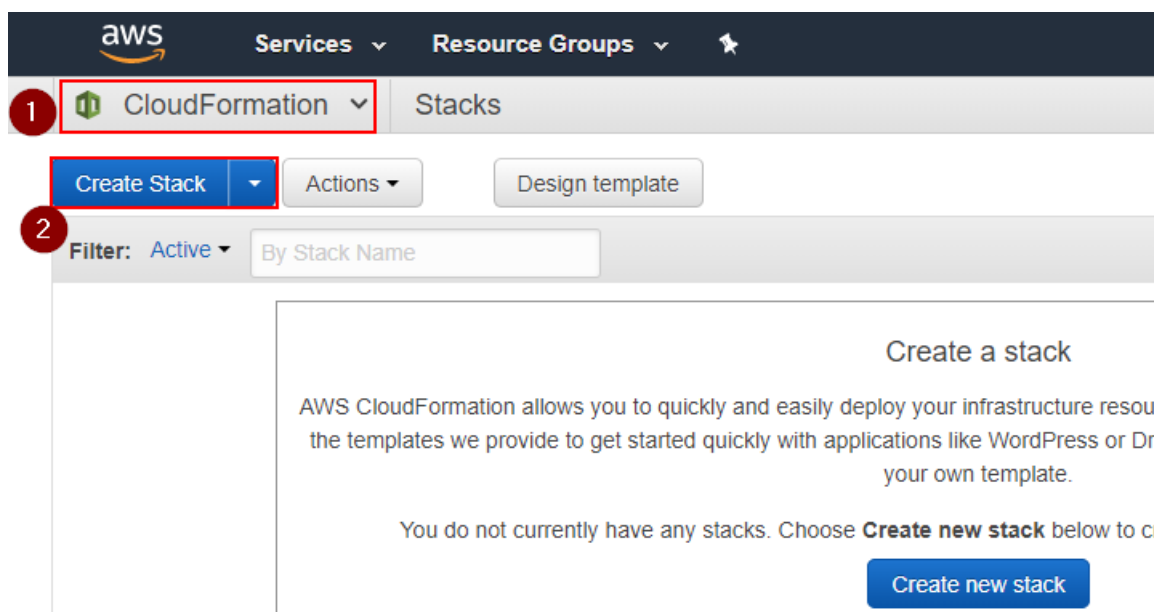 aws Services Resource Groups
1 CloudFormation Stacks
Create Stack Actions Design template
2
Filter: Active By Stack Name
Create a stack
AWS CloudFormation allows you to quickly and easily deploy your infrastructure
the templates we provide to get started quickly with applications like WordPress or
your own template.
You do not currently have any stacks. Choose Create new stack below to
Create new stack